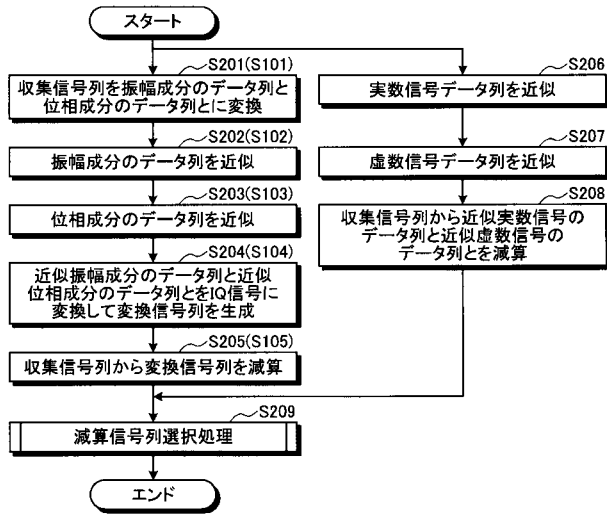 スタート
S201(S101)
収集信号列を振幅成分のデータ列と
位相成分のデータ列とに変換
S202(S102)
振幅成分のデータ列を近似
S203(S103)
位相成分のデータ列を近似
S204(S104)
近似振幅成分のデータ列と近似
位相成分のデータ列とをIQ信号に
変換して変換信号列を生成
S205(S105)
収集信号列から変換信号列を減算
S206
実数信号データ列を近似
S207
虚数信号データ列を近似
S208
収集信号列から近似実数信号の
データ列と近似虚数信号の
データ列とを減算
S209
減算信号列選択処理
エンド